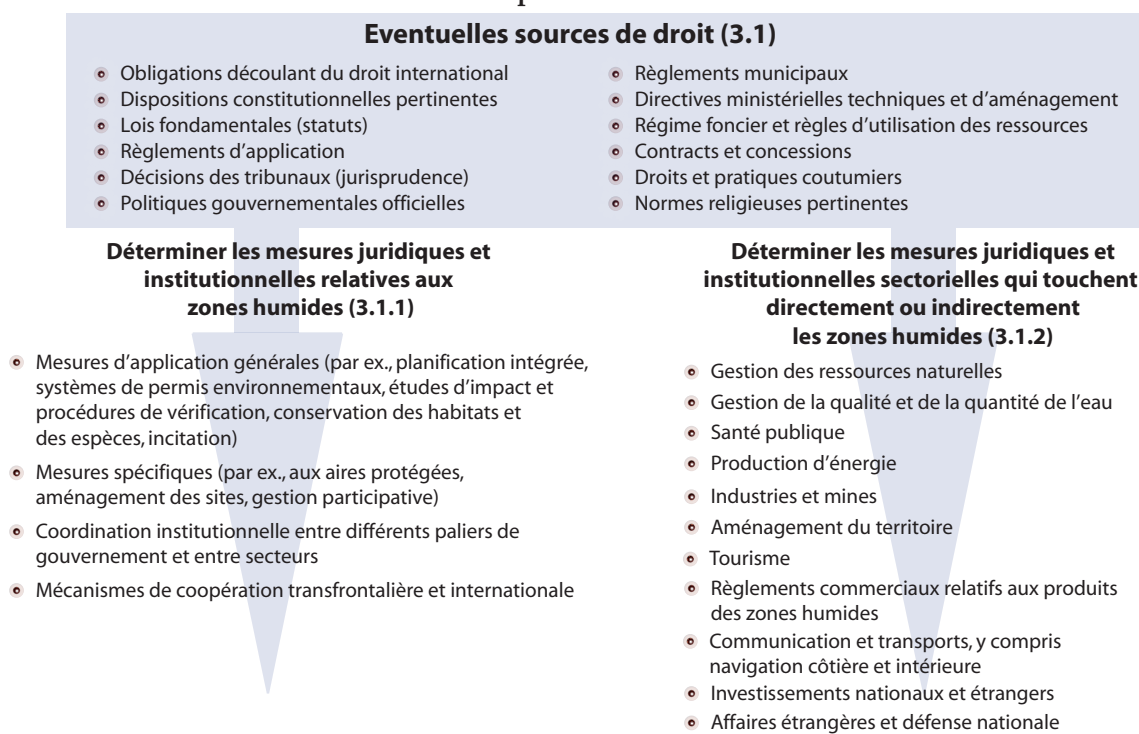 Eventuelles sources de droit (3.1)
Obligations découlant du droit international
Dispositions constitutionnelles pertinentes
Lois fondamentales (statuts)
Règlements d'application
Décisions des tribunaux (jurisprudence)
Politiques gouvernementales officielles
Règlements municipaux
Directives ministérielles techniques et d'aménagement
Régime foncier et règles d'utilisation des ressources
Contracts et concessions
Droits et pratiques coutumiers
Normes religieuses pertinentes
Déterminer les mesures juridiques et
institutionnelles relatives aux
zones humides (3.1.1)
Mesures d'application générales (par ex., planification intégrée,
systèmes de permis environnementaux, études d'impact et
procédures de vérification, conservation des habitats et
des espèces, incitation)
Mesures spécifiques (par ex., aux aires protégées,
aménagement des sites, gestion participative)
Coordination institutionnelle entre différents paliers de
gouvernement et entre secteurs
Mécanismes de coopération transfrontalière et internationale
Déterminer les mesures juridiques et
institutionnelles sectorielles qui touchent
directement ou indirectement
les zones humides (3.1.2)
Gestion des ressources naturelles
Gestion de la qualité et de la quantité de l'eau
Santé publique
Production d'énergie
Industries et mines
Aménagement du territoire
Tourisme
Règlements commerciaux relatifs aux produits
des zones humides
Communication et transports, y compris
navigation côtière et intérieure
Investissements nationaux et étrangers
Affaires étrangères et défense nationale